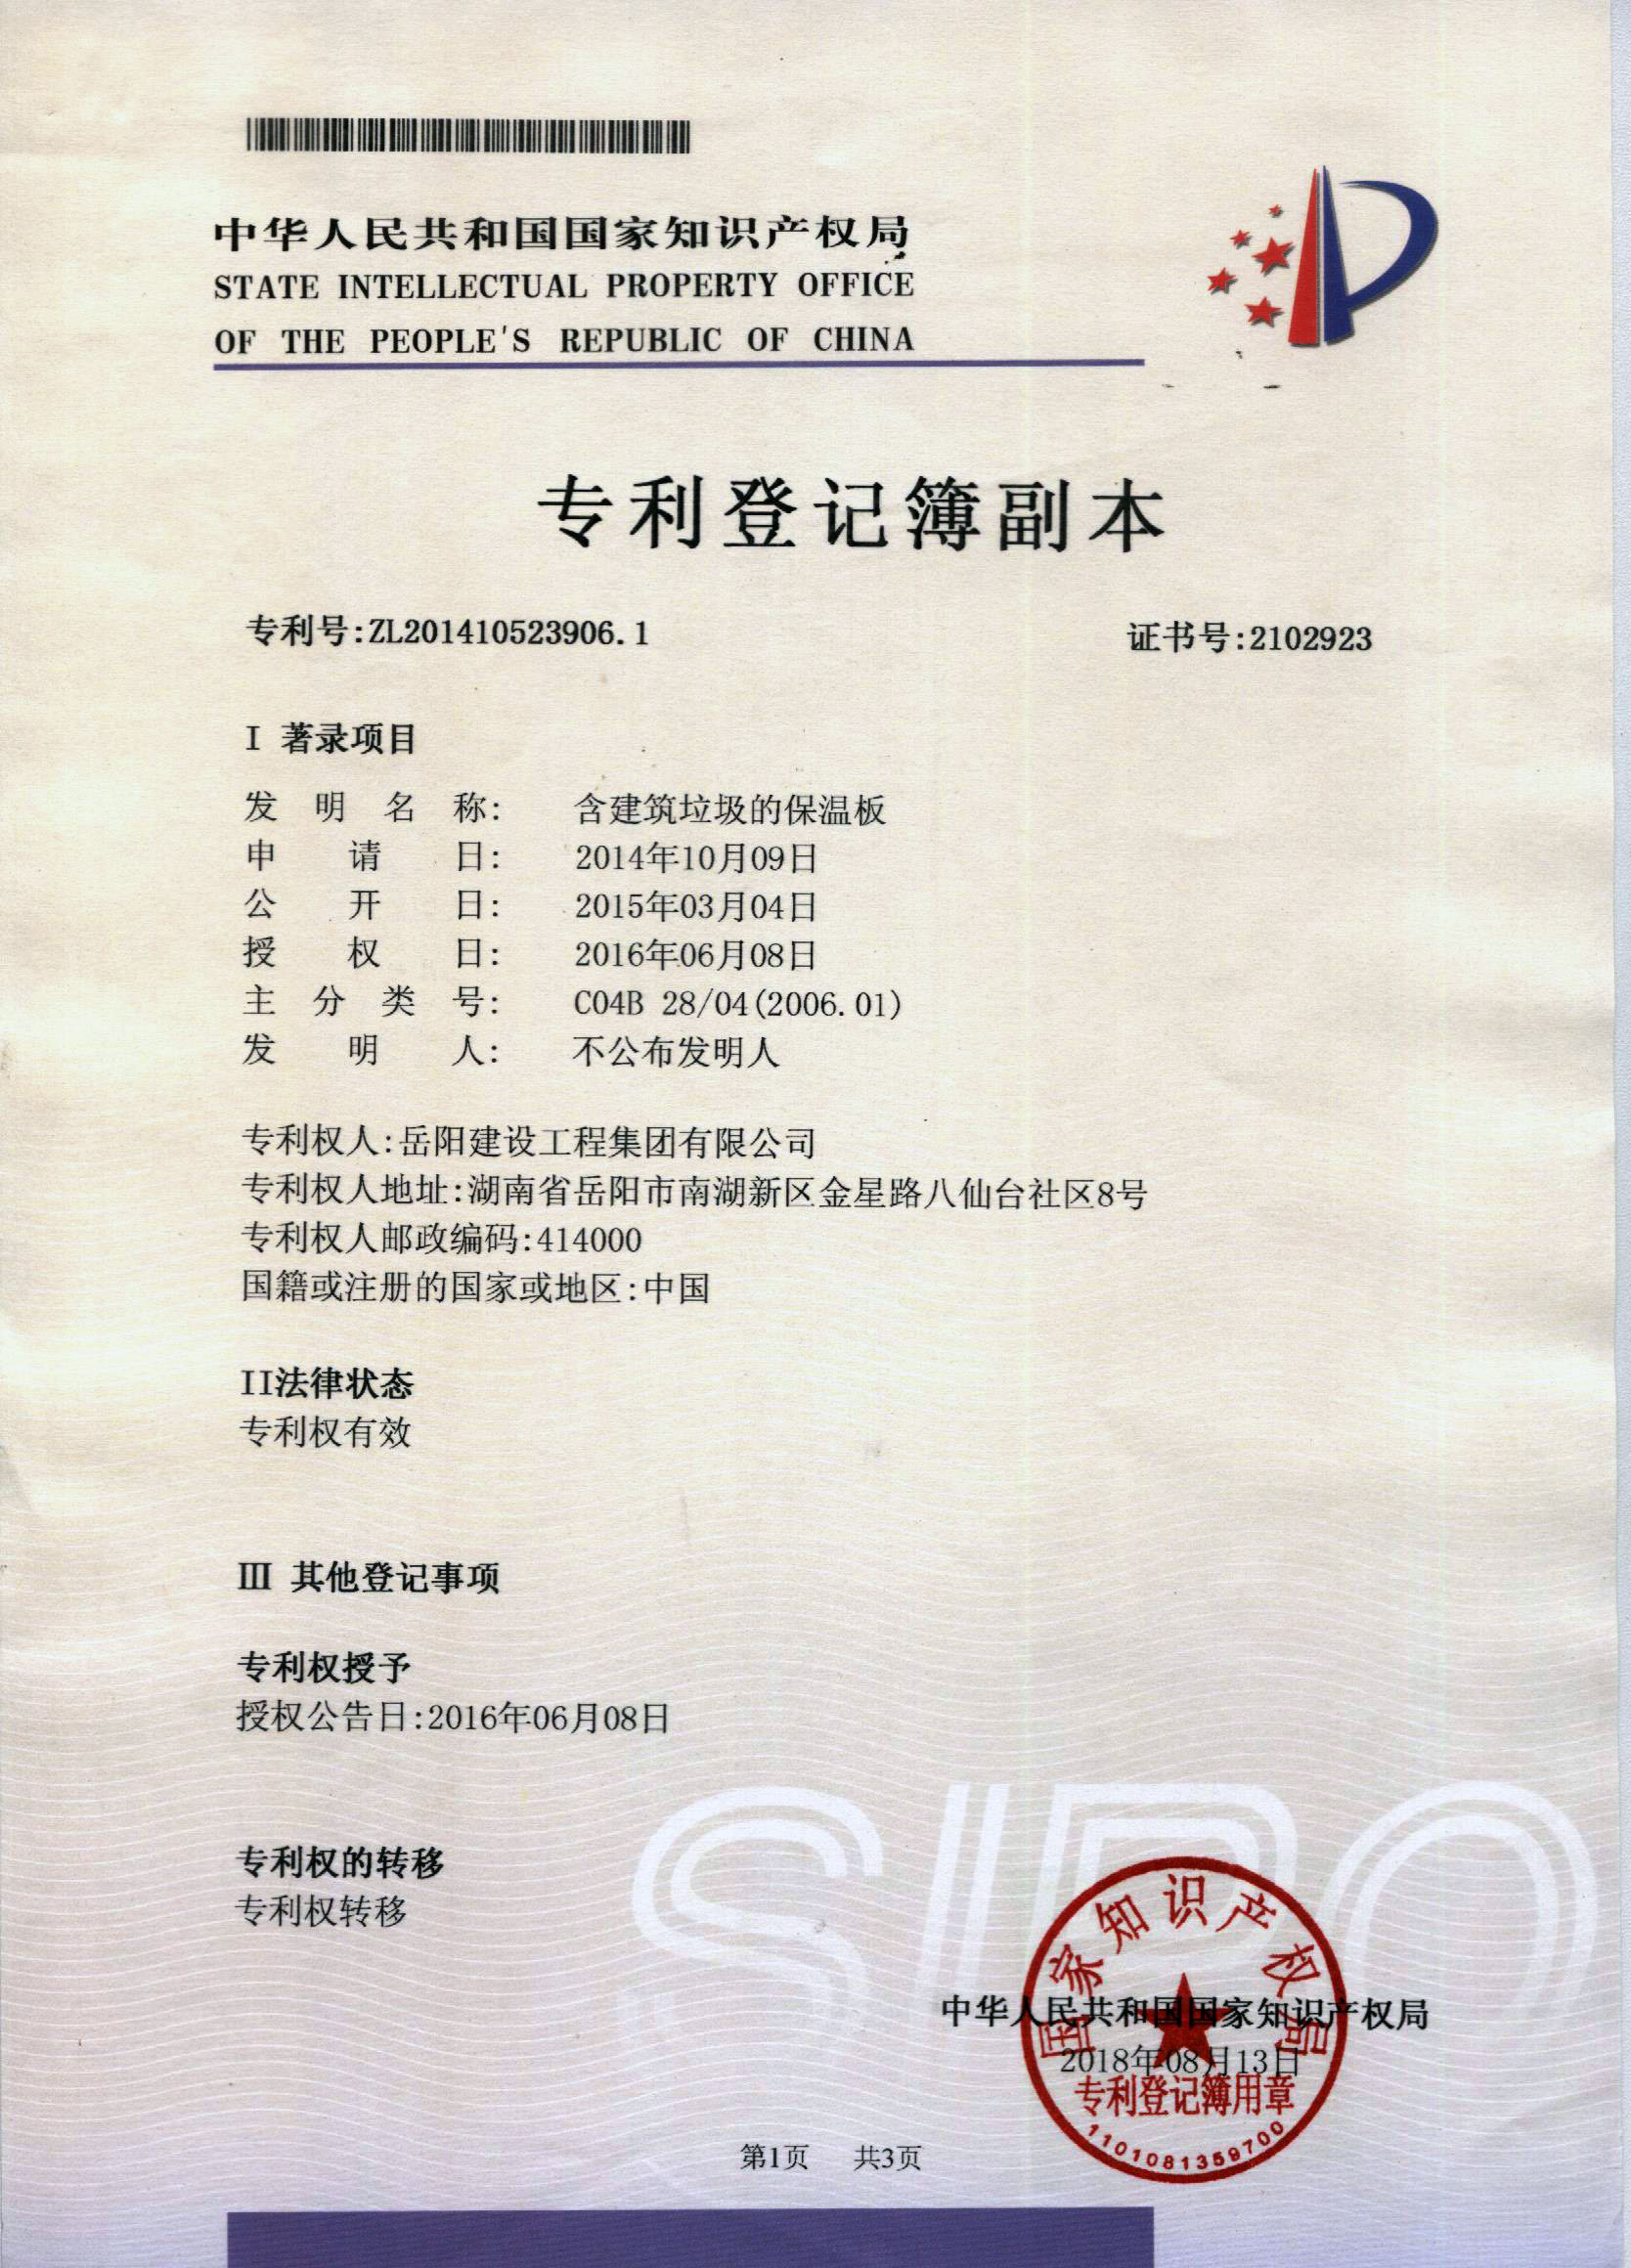 中华人民共和国国家知识产权局
STATE INTELLECTUAL PROPERTY OFFICE
OF THE PEOPLE'S REPUBLIC OF CHINA
专利登记簿副本
专利号:ZL201410523906.1
证书号:2102923
I 著录项目
发明名称: 含建筑垃圾的保温板
申请日: 2014年10月09日
公开日: 2015年03月04日
授权日: 2016年06月08日
主分类号: C04B 28/04(2006.01)
发明人: 不公布发明人
专利权人:岳阳建设工程集团有限公司
专利权人地址:湖南省岳阳市南湖新区金星路八仙台社区8号
专利权人邮政编码:414000
国籍或注册的国家或地区:中国
II法律状态
专利权有效
III 其他登记事项
专利权授予
授权公告日:2016年06月08日
专利权的转移
专利权转移
SIPO
国家知识产权局
中华人民共和国国家知识产权局
2018年08月13日
专利登记簿用章
1101081359700
第1页 共3页